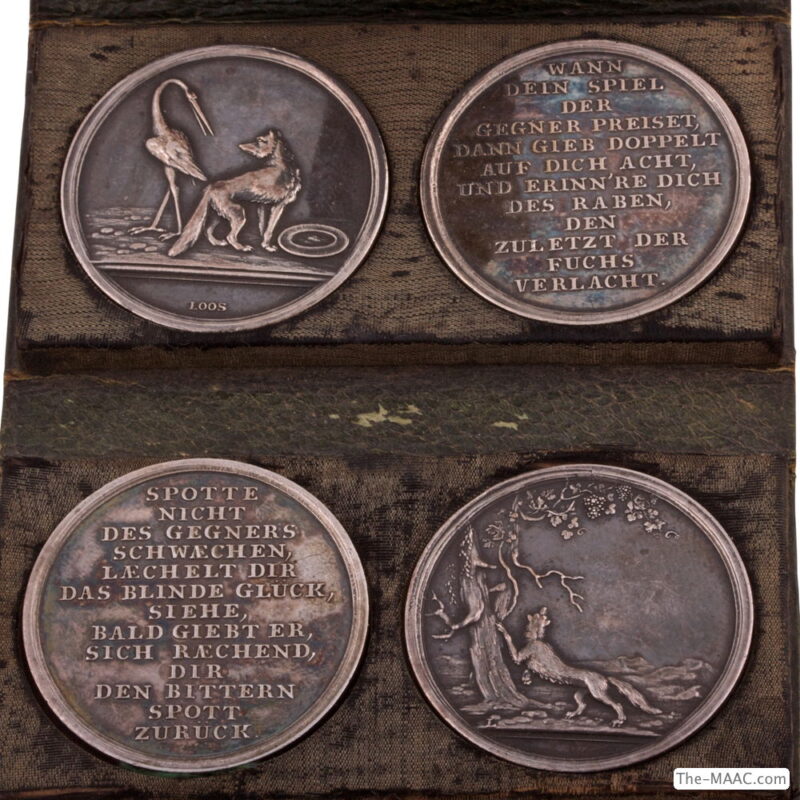 LOOS
WANN
DEIN SPIEL
DER
GEGNER PREISET,
DANN GIEB DOPPELT
AUF DICH ACHT,
UND ERINN'RE DICH
DES RABEN,
DEN
ZULETZT DER
FUCHS
VERLACHT.
SPOTTE
NICHT
DES GEGNERS
SCHWÆCHEN,
LÆCHELT DIR
DAS BLINDE GLÜCK,
SIEHE,
BALD GIEBT ER,
SICH RÆCHEND,
DIR
DEN BITTERN
SPOTT
ZURÜCK.
The-MAAC.com